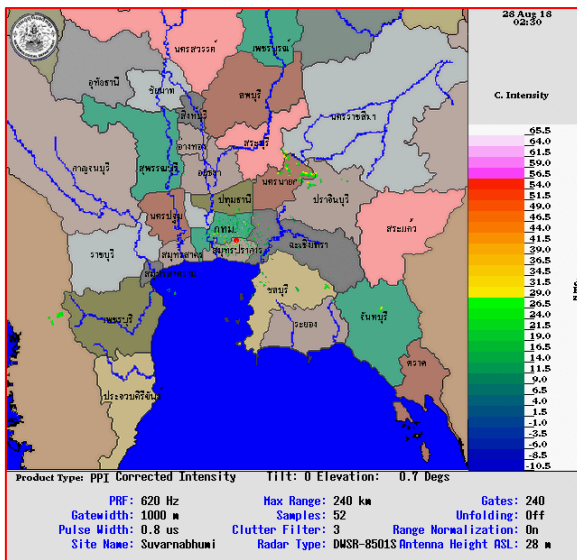 28 Aug 18
02:30
C. Intensity
65.5
64.0
61.5
59.0
56.5
54.0
51.5
49.0
46.5
44.0
41.5
39.0
36.5
34.0
31.5
29.0
26.5
24.0
21.5
19.0
16.5
14.0
11.5
9.0
6.5
4.0
1.5
-1.0
-3.5
-6.0
-8.0
-10.5
นครสวรรค์
เพชรบูรณ์
อุทัยธานี
ชัยนาท
สิงห์บุรี
ลพบุรี
นครราชสีมา
อ่างทอง
สระบุรี
กาญจนบุรี
สุพรรณบุรี
อยุธยา
นครนายก
ปราจีนบุรี
ปทุมธานี
นครปฐม
กทม.
สระแก้ว
ฉะเชิงเทรา
ราชบุรี
สมุทรสาคร
สมุทรปราการ
สมุทรสงคราม
ชลบุรี
เพชรบุรี
ระยอง
จันทบุรี
ตราด
ประจวบคีรีขันธ์
Product Type: PPI Corrected Intensity Tilt: 0 Elevation: 0.7 Degs
PRF: 620 Hz Max Range: 240 km Gates: 240
Gatewidth: 1000 m Samples: 52 Unfolding: Off
Pulse Width: 0.8 us Clutter Filter: 3 Range Normalization: On
Site Name: Suvarnabhumi Radar Type: DWSR-8501S Antenna Height ASL: 28 m